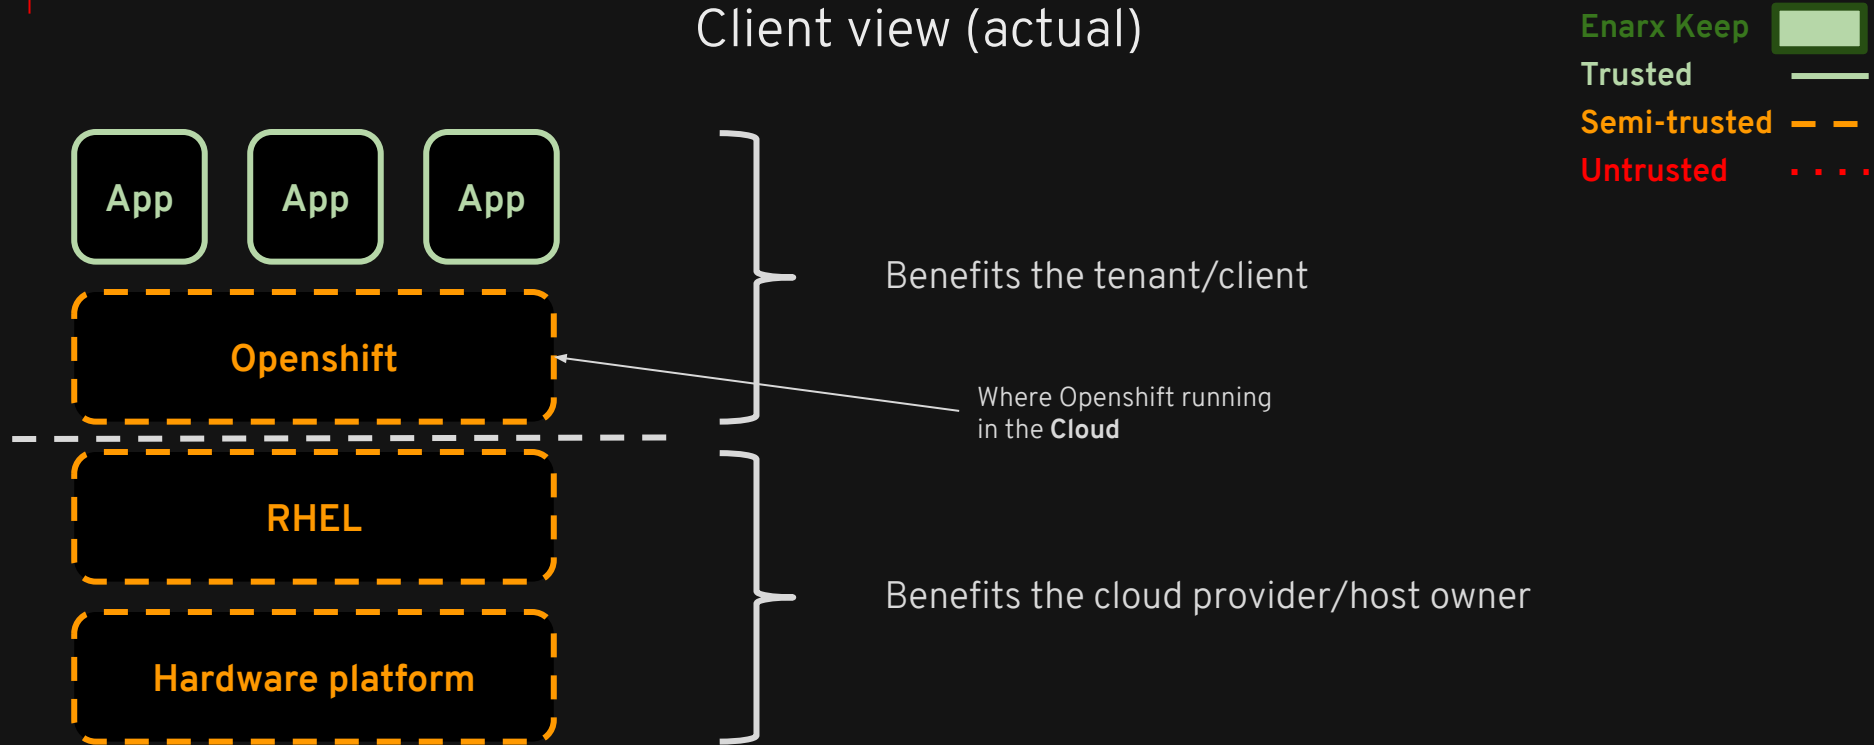 Client view (actual)
Enarx Keep
Trusted
Semi-trusted
Untrusted
App
App
App
Benefits the tenant/client
Openshift
Where Openshift running
in the Cloud
RHEL
Benefits the cloud provider/host owner
Hardware platform